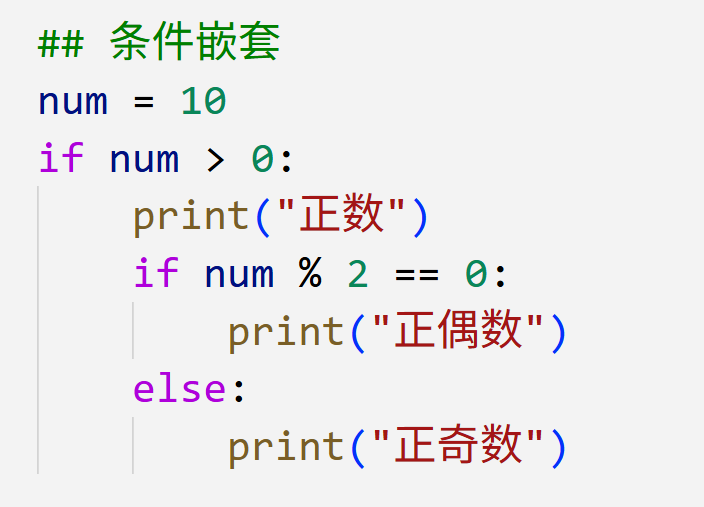 ## 条件嵌套
num = 10
if num > 0:
    print("正数")
    if num % 2 == 0:
        print("正偶数")
    else:
        print("正奇数")